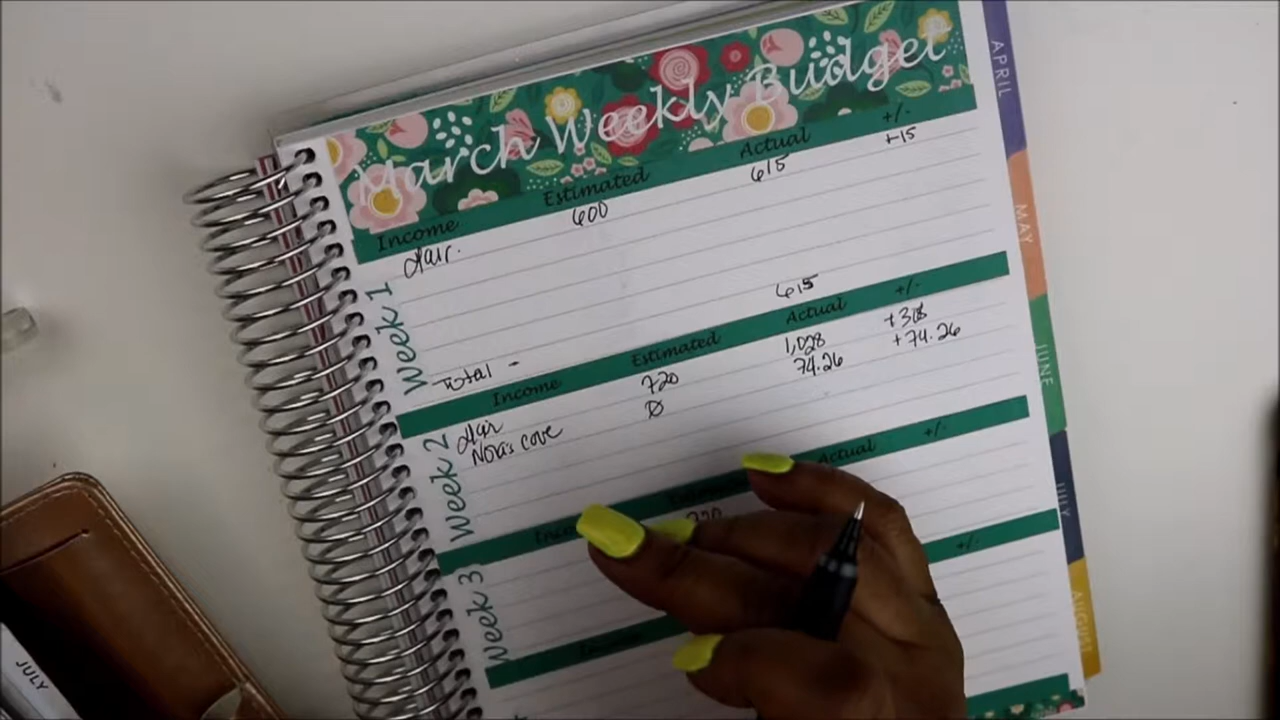 March Weekly Budget
Income Estimated Actual +/-
Week 1
Hair. 600 615 +15
Total - 615
Income Estimated Actual +/-
Week 2
Hair 720 1,028 +308
Nova's cove Ø 74.26 +74.26
Actual +/-
Week 3
720
+/-
APRIL
MAY
JUNE
JULY
AUGUST
JULY